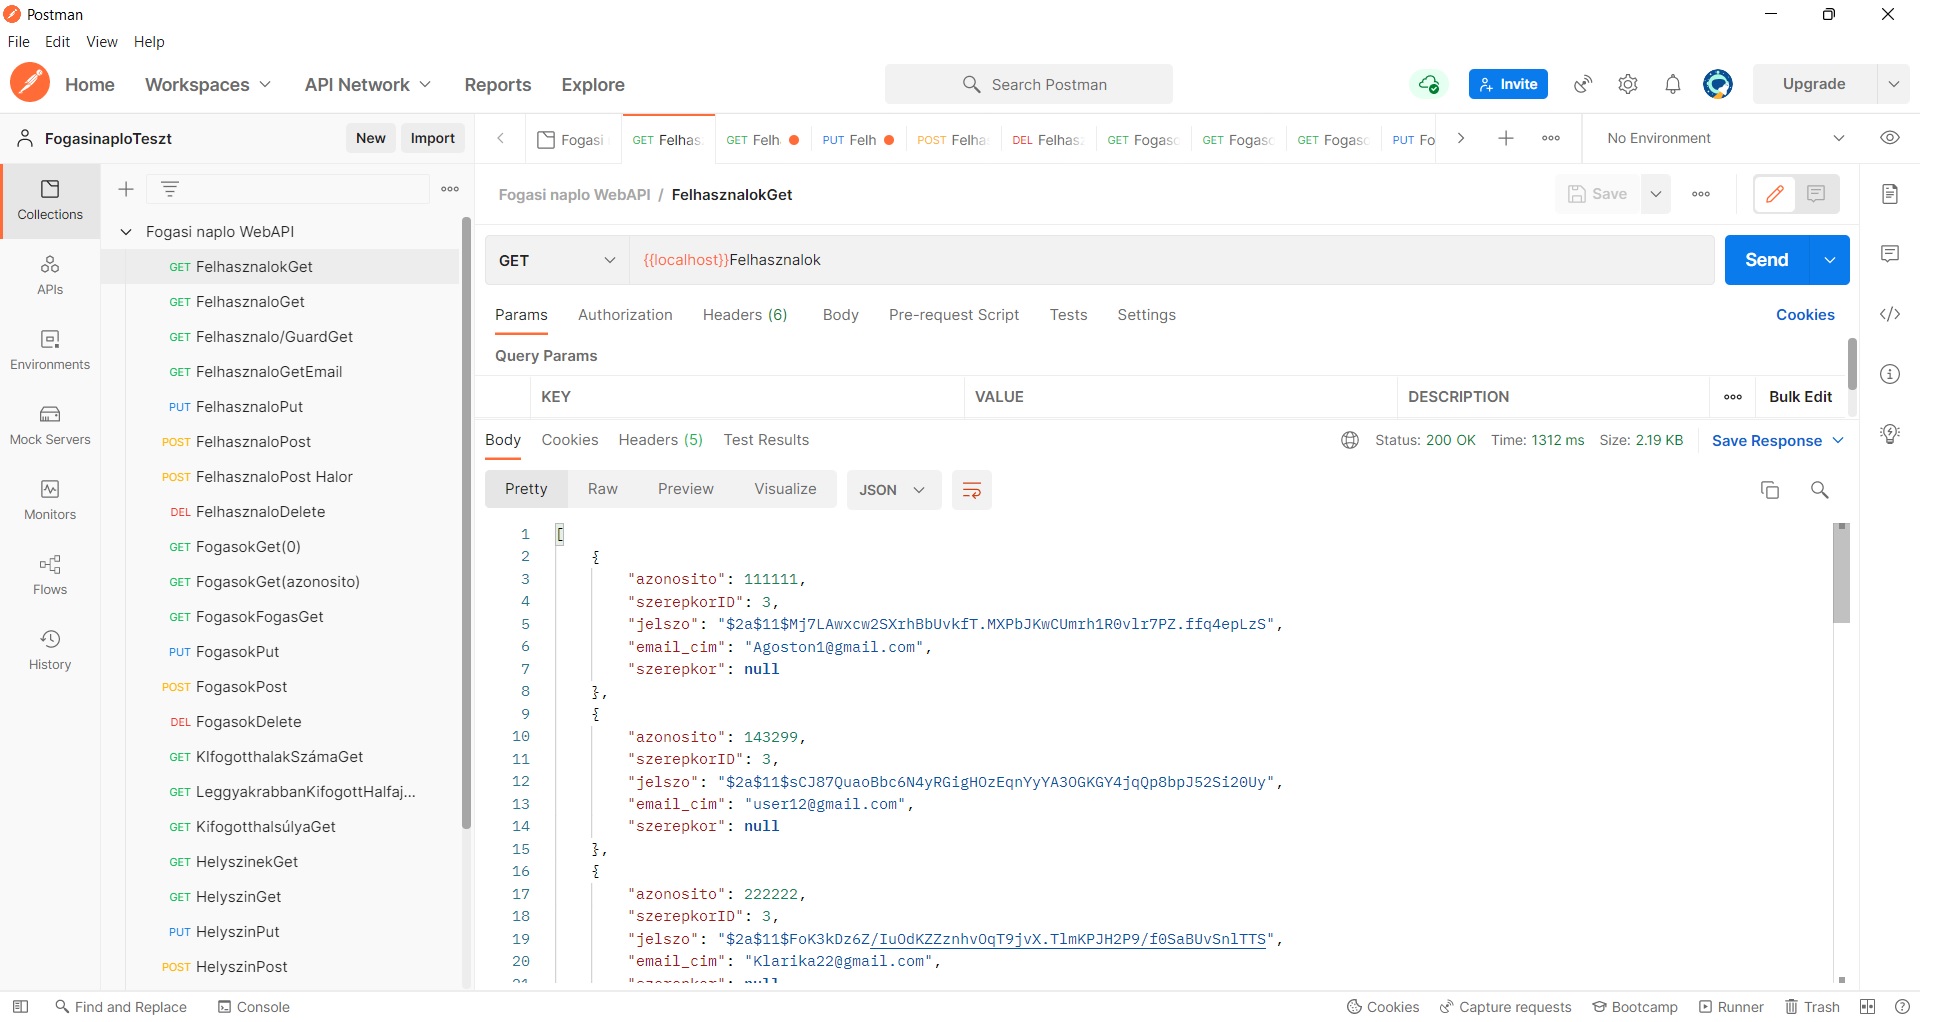 Postman
File Edit View Help
Home Workspaces API Network Reports Explore Search Postman Invite Upgrade
FogasinaploTeszt New Import
Fogasi GET Felhas GET Felh PUT Felh POST Felha DEL Felhas GET Fogaso GET Fogaso GET Fogaso PUT Fo No Environment
Collections
APIs
Environments
Mock Servers
Monitors
Flows
History
Fogasi naplo WebAPI
GET FelhasznalokGet
GET FelhasznaloGet
GET Felhasznalo/GuardGet
GET FelhasznaloGetEmail
PUT FelhasznaloPut
POST FelhasznaloPost
POST FelhasznaloPost Halor
DEL FelhasznaloDelete
GET FogasokGet(0)
GET FogasokGet(azonosito)
GET FogasokFogasGet
PUT FogasokPut
POST FogasokPost
DEL FogasokDelete
GET KIfogotthalakSzámaGet
GET LeggyakrabbanKifogottHalfaj...
GET KifogotthalsúlyaGet
GET HelyszinekGet
GET HelyszinGet
PUT HelyszinPut
POST HelyszinPost
Fogasi naplo WebAPI / FelhasznalokGet Save
GET {{localhost}}Felhasznalok Send
Params Authorization Headers (6) Body Pre-request Script Tests Settings Cookies
Query Params
KEY VALUE DESCRIPTION Bulk Edit
Body Cookies Headers (5) Test Results Status: 200 OK Time: 1312 ms Size: 2.19 KB Save Response
Pretty Raw Preview Visualize JSON
1 [
2 {
3 "azonosito": 111111,
4 "szerepkorID": 3,
5 "jelszo": "$2a$11$Mj7LAwxcw2SXrhBbUvkfT.MXPbJKwCUmrh1R0vlr7PZ.ffq4epLzS",
6 "email_cim": "Agoston1@gmail.com",
7 "szerepkor": null
8 },
9 {
10 "azonosito": 143299,
11 "szerepkorID": 3,
12 "jelszo": "$2a$11$sCJ87QuaoBbc6N4yRGigHOzEqnYyYA3OGKGY4jqQp8bpJ52Si20Uy",
13 "email_cim": "user12@gmail.com",
14 "szerepkor": null
15 },
16 {
17 "azonosito": 222222,
18 "szerepkorID": 3,
19 "jelszo": "$2a$11$FoK3kDz6Z/IuOdKZZznhvOqT9jvX.TlmKPJH2P9/f0SaBUvSnlTTS",
20 "email_cim": "Klarika22@gmail.com",
21 "szerepkor": null
Find and Replace Console Cookies Capture requests Bootcamp Runner Trash